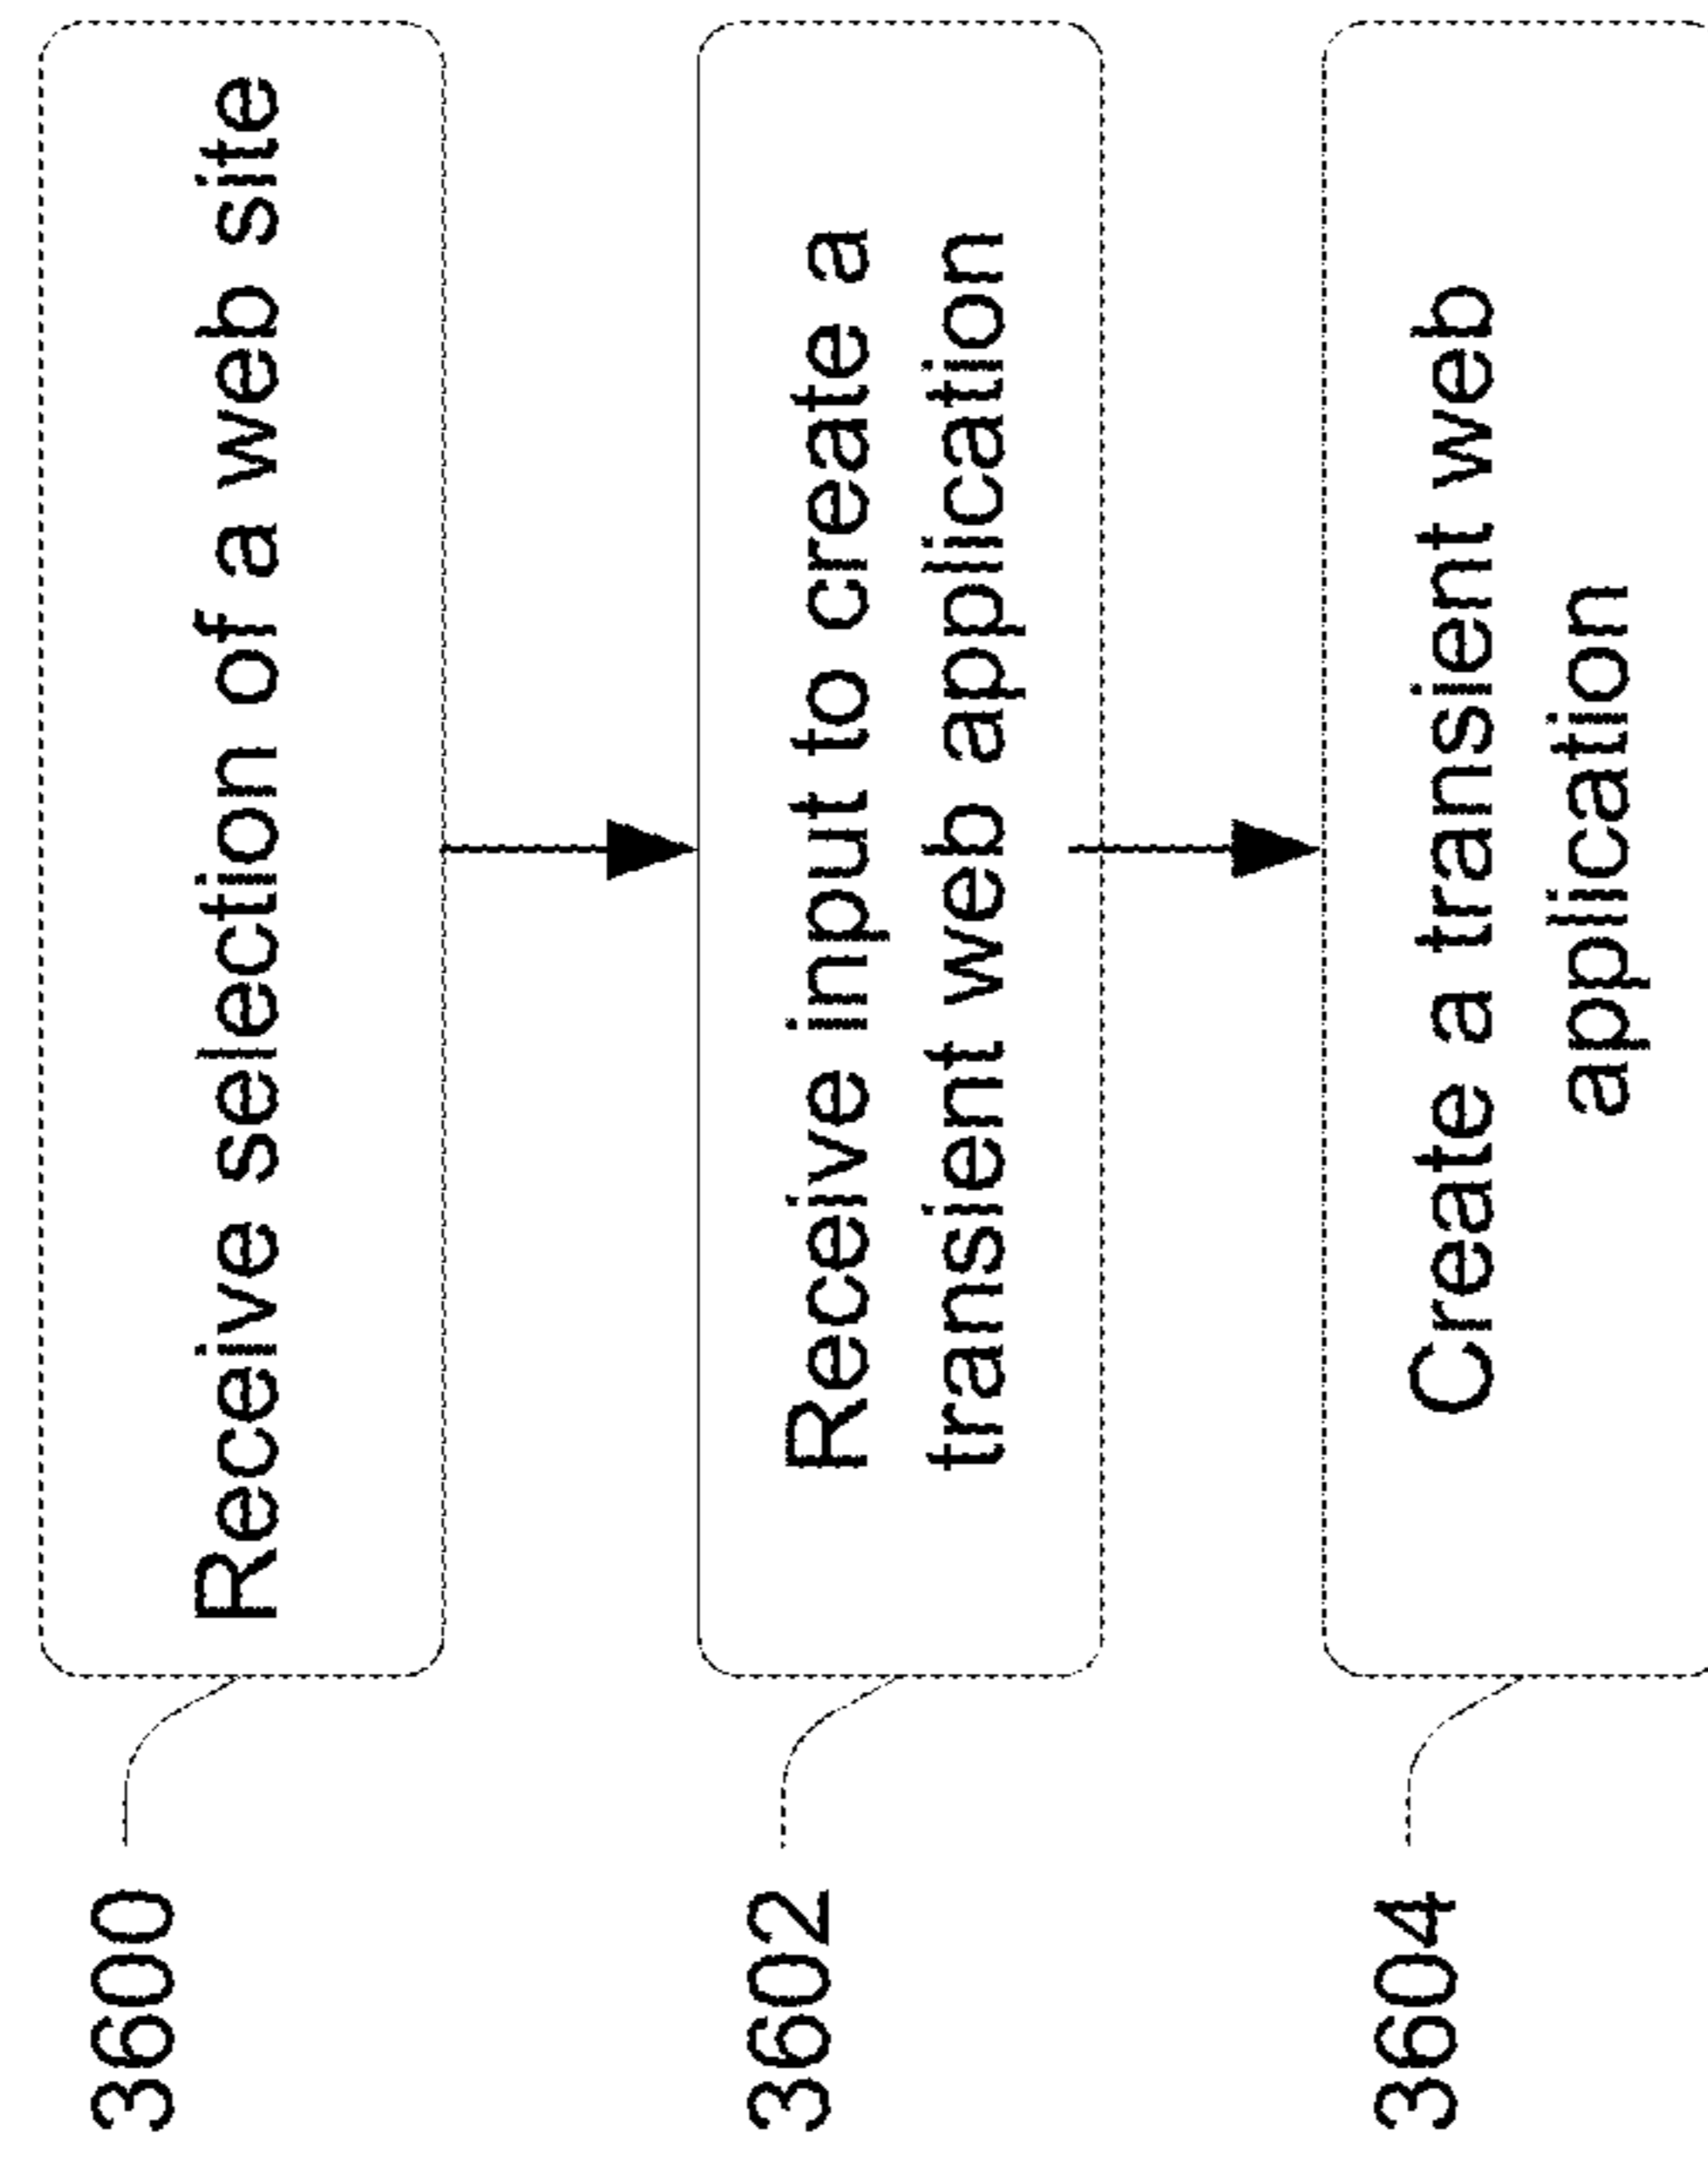 3600
Receive selection of a web site
3602
Receive input to create a
transient web application
3604
Create a transient web
application